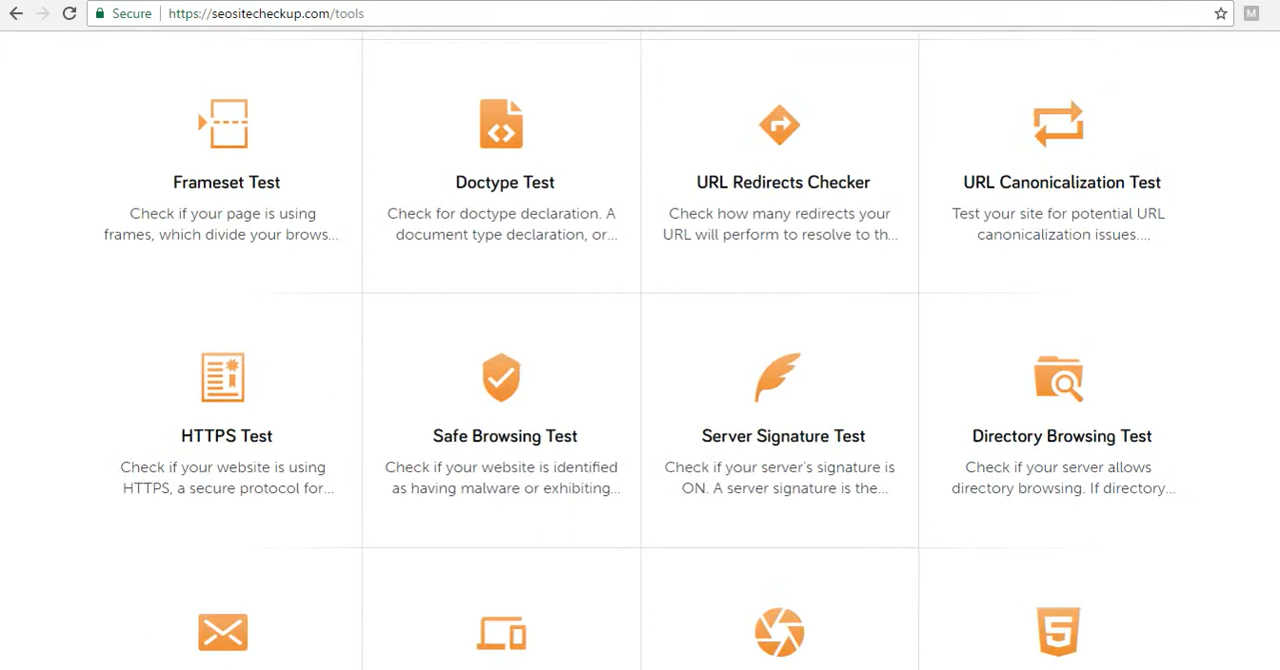 Secure
https://seositecheckup.com/tools
M
Frameset Test
Check if your page is using
frames, which divide your brows...
Doctype Test
Check for doctype declaration. A
document type declaration, or...
URL Redirects Checker
Check how many redirects your
URL will perform to resolve to th...
URL Canonicalization Test
Test your site for potential URL
canonicalization issues....
HTTPS Test
Check if your website is using
HTTPS, a secure protocol for...
Safe Browsing Test
Check if your website is identified
as having malware or exhibiting...
Server Signature Test
Check if your server's signature is
ON. A server signature is the...
Directory Browsing Test
Check if your server allows
directory browsing. If directory...
5